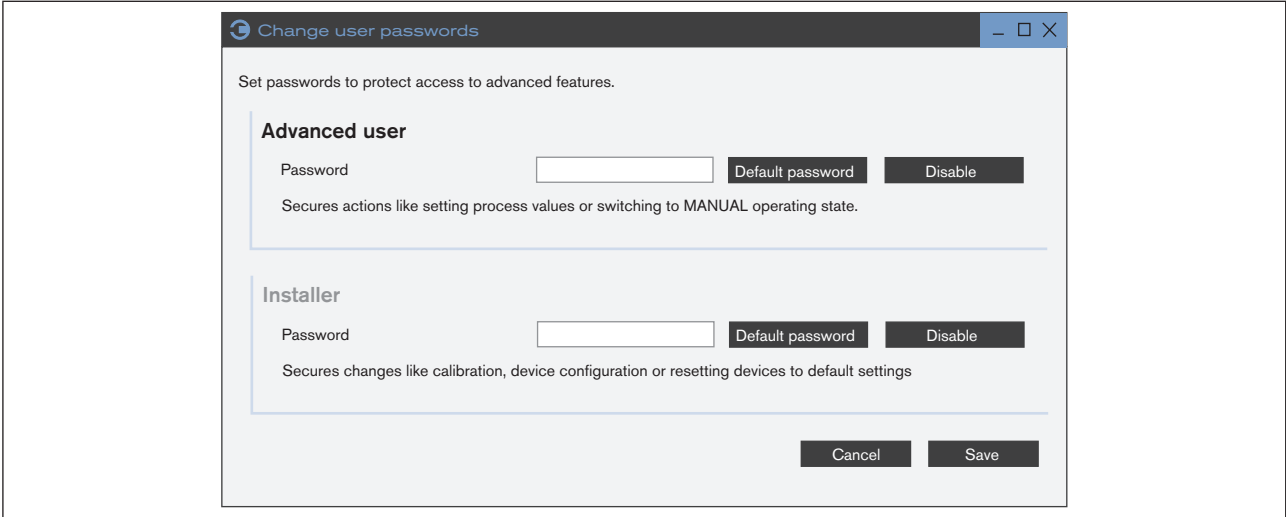 Change user passwords
Set passwords to protect access to advanced features.
Advanced user
Password
Default password
Disable
Secures actions like setting process values or switching to MANUAL operating state.
Installer
Password
Default password
Disable
Secures changes like calibration, device configuration or resetting devices to default settings
Cancel
Save